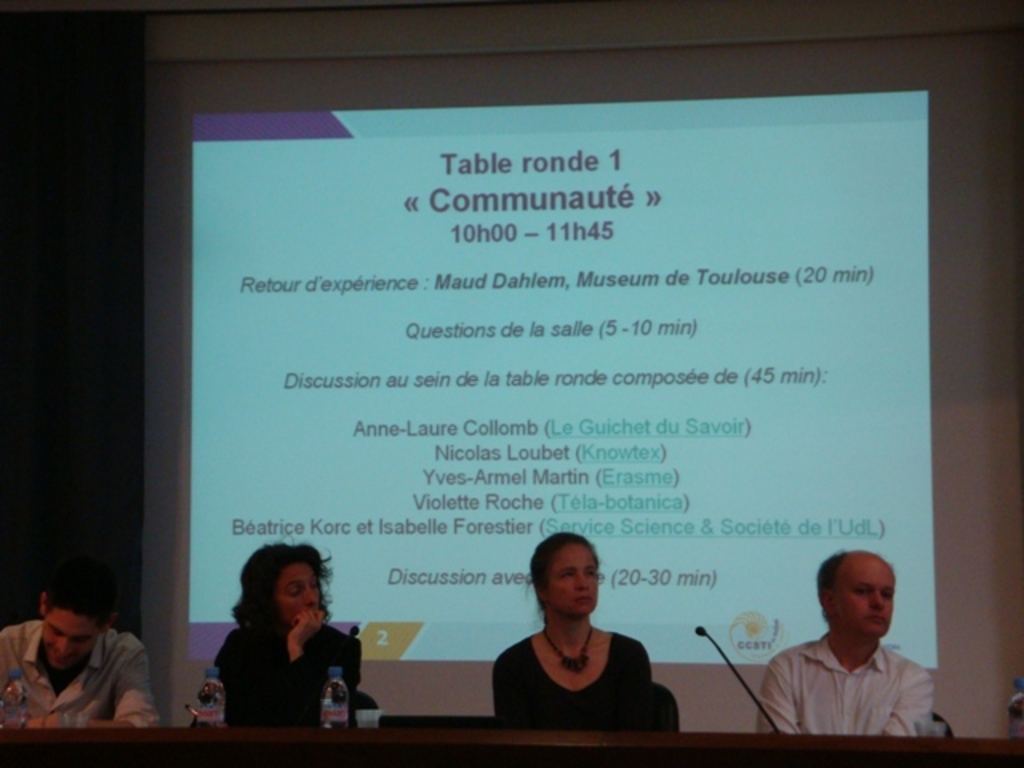 Table ronde 1
« Communauté »
10h00 – 11h45
Retour d'expérience : Maud Dahlem, Museum de Toulouse (20 min)
Questions de la salle (5 -10 min)
Discussion au sein de la table ronde composée de (45 min):
Anne-Laure Collomb (Le Guichet du Savoir)
Nicolas Loubet (Knowtex)
Yves-Armel Martin (Erasme)
Violette Roche (Téla-botanica)
Béatrice Korc et Isabelle Forestier (Service Science & Société de l'UdL)
Discussion (20-30 min)
2
CCSTI